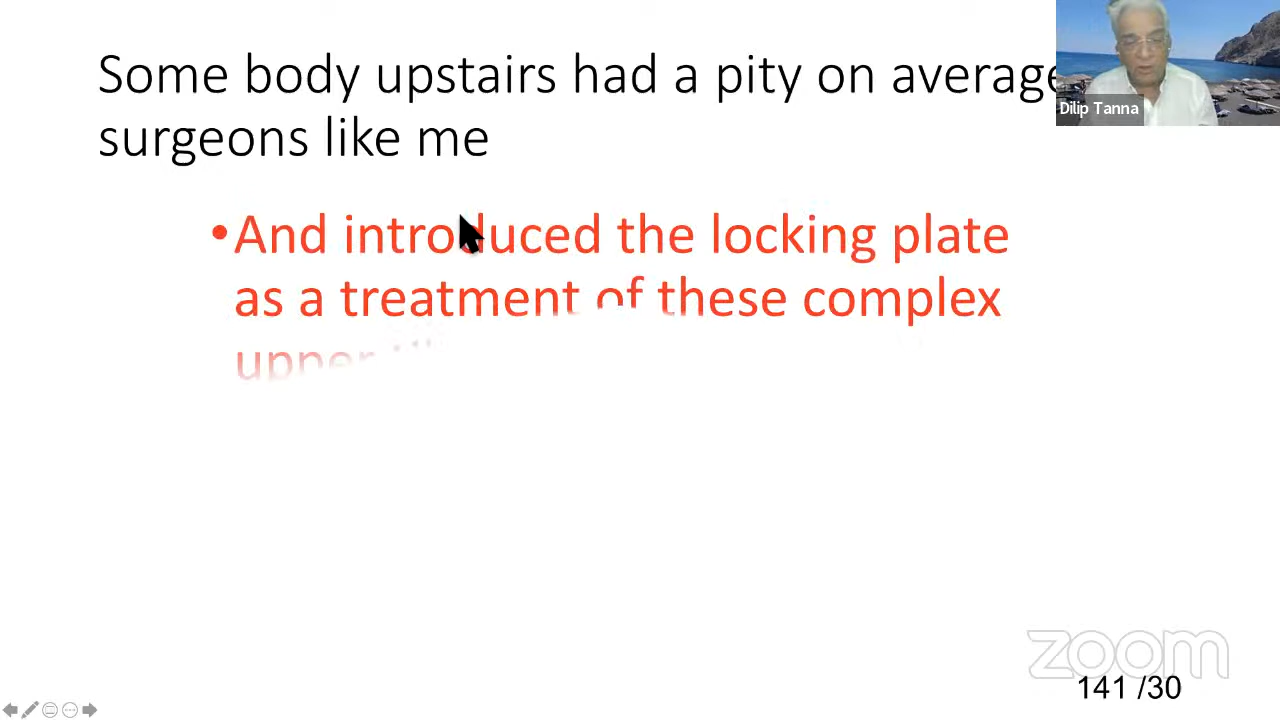 Some body upstairs had a pity on average
surgeons like me
Dilip Tanna
•And introduced the locking plate
as a treatment of these complex
upper
zoom
141 /30